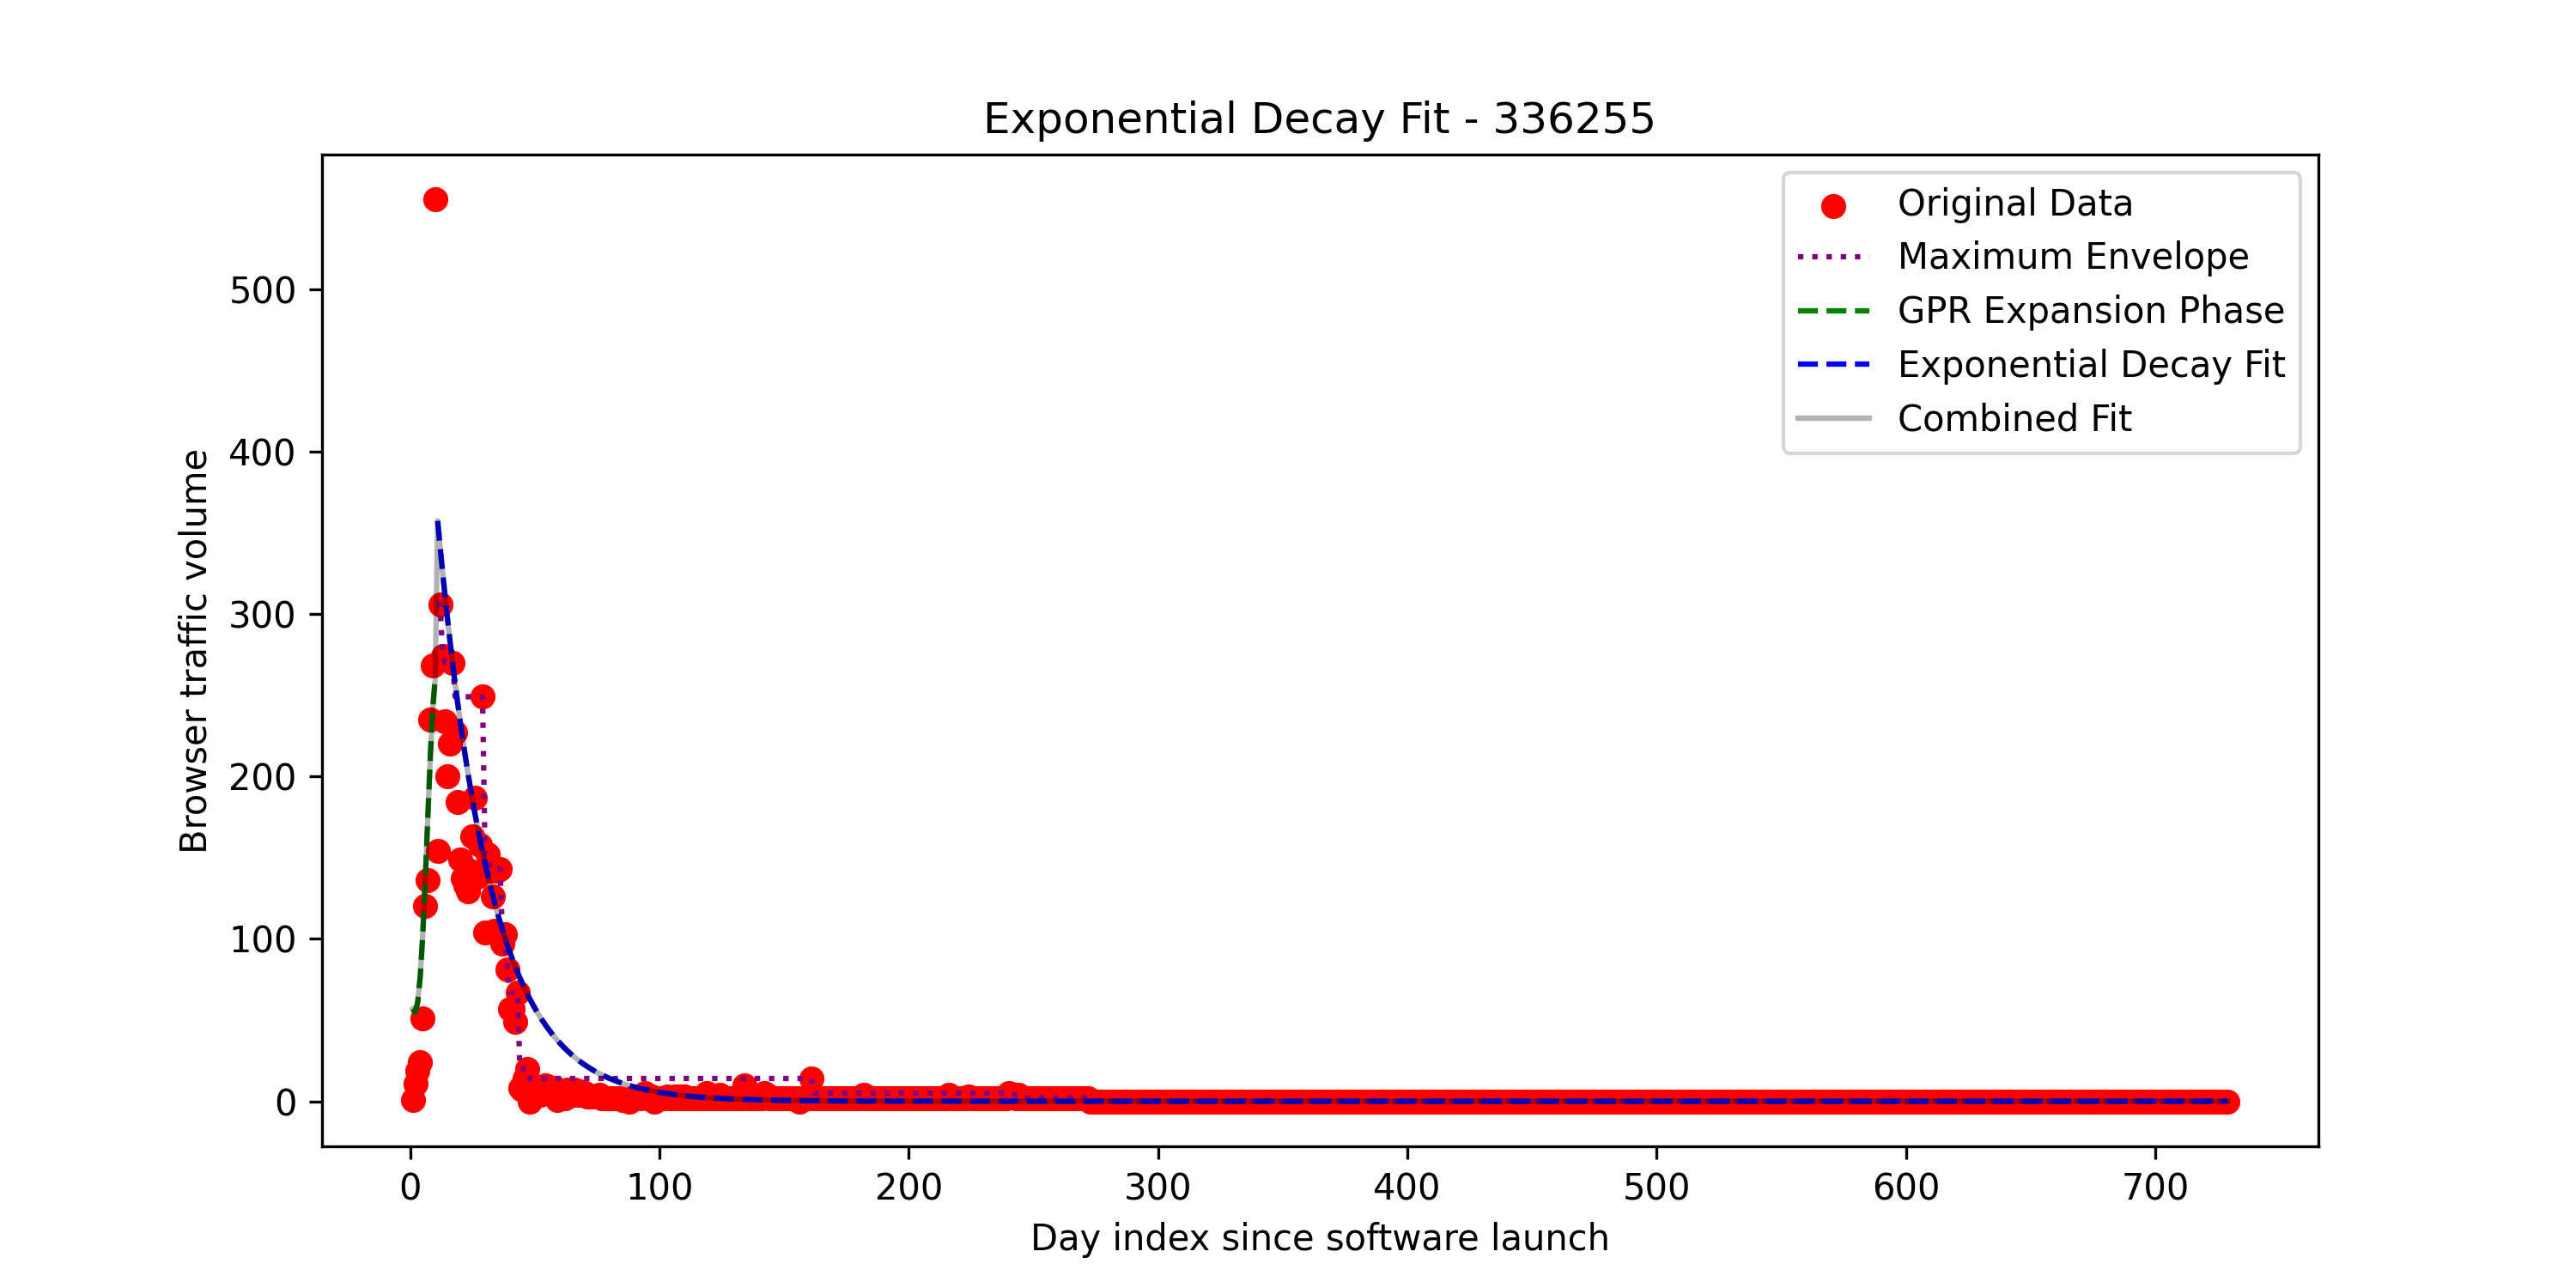 Exponential Decay Fit - 336255
Original Data
Maximum Envelope
GPR Expansion Phase
Exponential Decay Fit
Combined Fit
Browser traffic volume
500
400
300
200
100
0
0 100 200 300 400 500 600 700
Day index since software launch